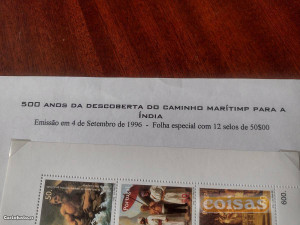 500 ANOS DA DESCOBERTA DO CAMINHO MARÍTIMP PARA A
ÍNDIA
Emissão em 4 de Setembro de 1996 - Folha especial com 12 selos de 50$00
coisas